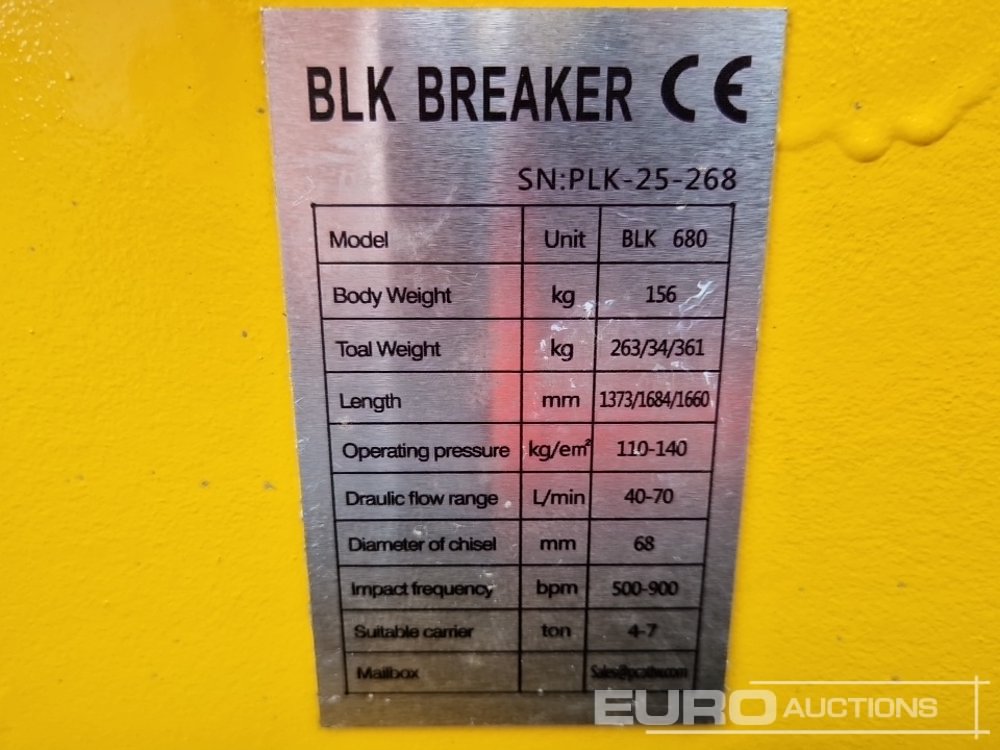 BLK BREAKER CE
SN:PLK-25-268
Model Unit BLK 680
Body Weight kg 156
Toal Weight kg 263/34/361
Length mm 1373/1684/1660
Operating pressure kg/em² 110-140
Draulic flow range L/min 40-70
Diameter of chisel mm 68
Impact frequency bpm 500-900
Suitable carrier ton 4-7
Mailbox
EURO AUCTIONS